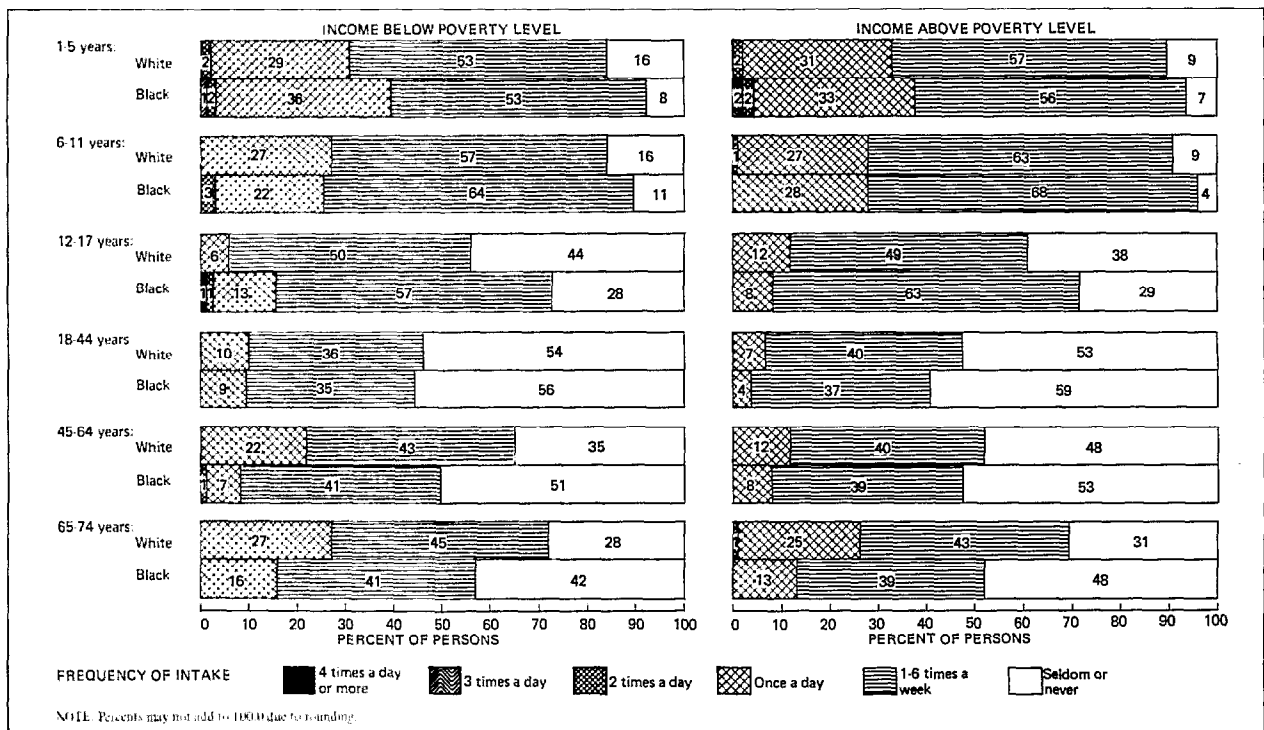 INCOME BELOW POVERTY LEVEL INCOME ABOVE POVERTY LEVEL
1-5 years:
White 2 29 53 16 2 31 57 9
Black 1 2 36 53 8 2 2 33 56 7
6-11 years:
White 27 57 16 1 27 63 9
Black 3 22 64 11 28 68 4
12-17 years:
White 6 50 44 12 49 38
Black 1 1 13 57 28 8 63 29
18-44 years
White 10 36 54 7 40 53
Black 9 35 56 4 37 59
45-64 years:
White 22 43 35 12 40 48
Black 1 7 41 51 8 39 53
65-74 years:
White 27 45 28 1 25 43 31
Black 16 41 42 13 39 48
0 10 20 30 40 50 60 70 80 90 100 0 10 20 30 40 50 60 70 80 90 100
PERCENT OF PERSONS PERCENT OF PERSONS
FREQUENCY OF INTAKE 4 times a day or more 3 times a day 2 times a day Once a day 1-6 times a week Seldom or never
NOTE: Percents may not add to 100.0 due to rounding.